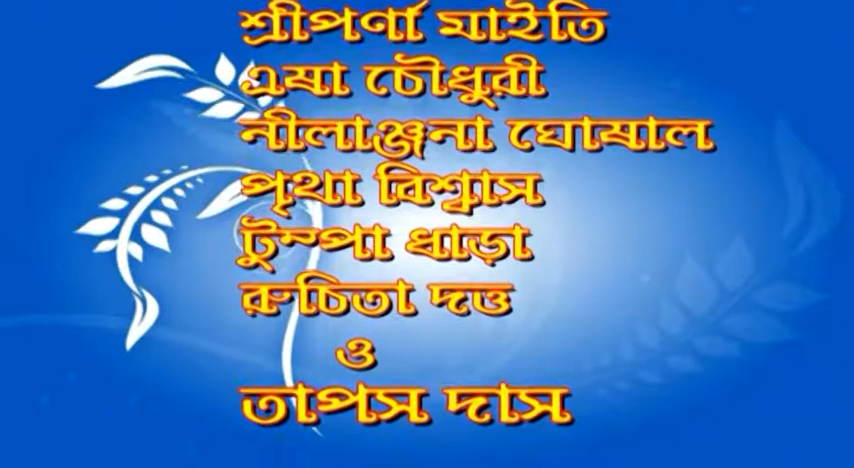 শ্রীপর্ণা মাইতি
এষা চৌধুরী
নীলাঞ্জনা ঘোষাল
পৃথা বিশ্বাস
টুম্পা ধাড়া
রুচিতা দত্ত
ও
তাপস দাস